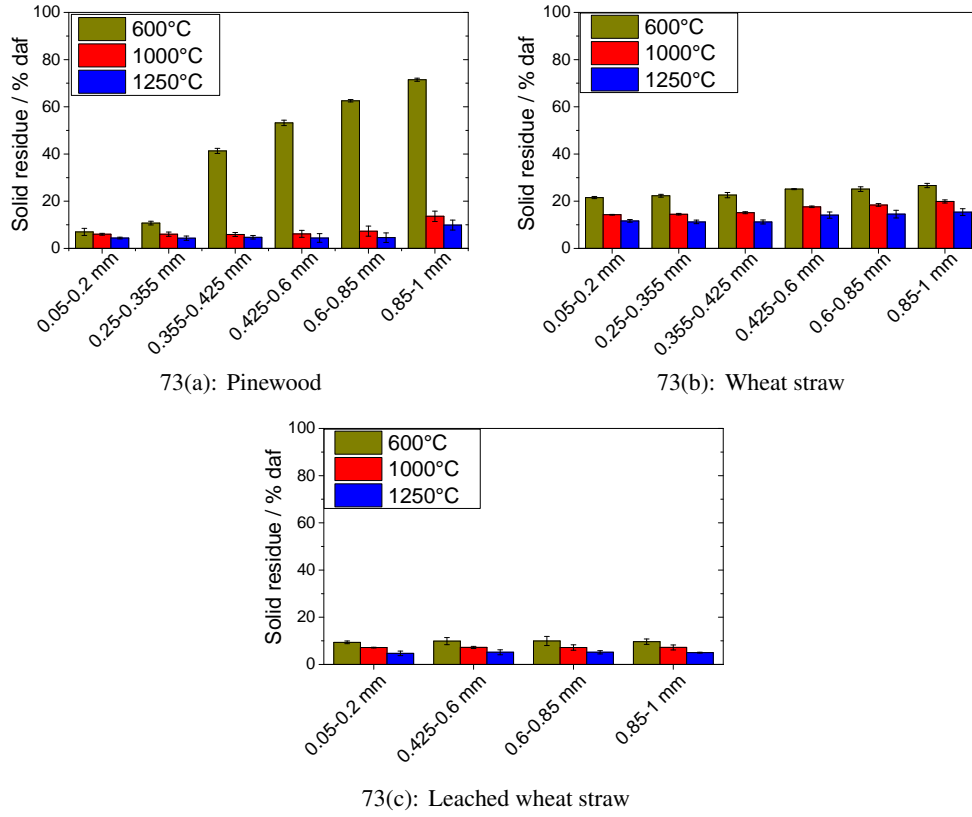 600°C
1000°C
1250°C
Solid residue / % daf
100
80
60
40
20
0
0.05-0.2 mm
0.25-0.355 mm
0.355-0.425 mm
0.425-0.6 mm
0.6-0.85 mm
0.85-1 mm
73(a): Pinewood
600°C
1000°C
1250°C
Solid residue / % daf
100
80
60
40
20
0
0.05-0.2 mm
0.25-0.355 mm
0.355-0.425 mm
0.425-0.6 mm
0.6-0.85 mm
0.85-1 mm
73(b): Wheat straw
600°C
1000°C
1250°C
Solid residue / % daf
100
80
60
40
20
0
0.05-0.2 mm
0.425-0.6 mm
0.6-0.85 mm
0.85-1 mm
73(c): Leached wheat straw